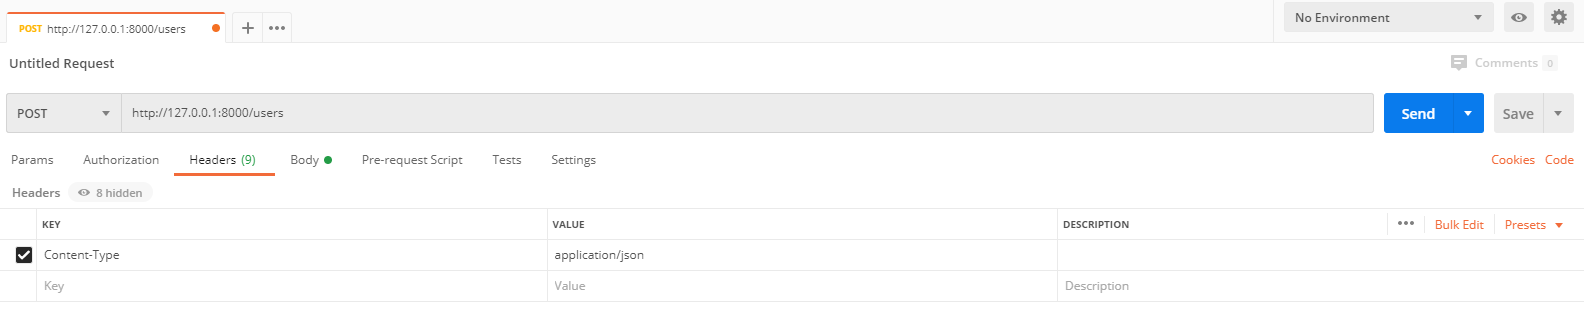 POST http://127.0.0.1:8000/users
No Environment
Untitled Request
Comments 0
POST http://127.0.0.1:8000/users Send Save
Params Authorization Headers (9) Body Pre-request Script Tests Settings Cookies Code
Headers 8 hidden
KEY VALUE DESCRIPTION ••• Bulk Edit Presets
Content-Type application/json
Key Value Description